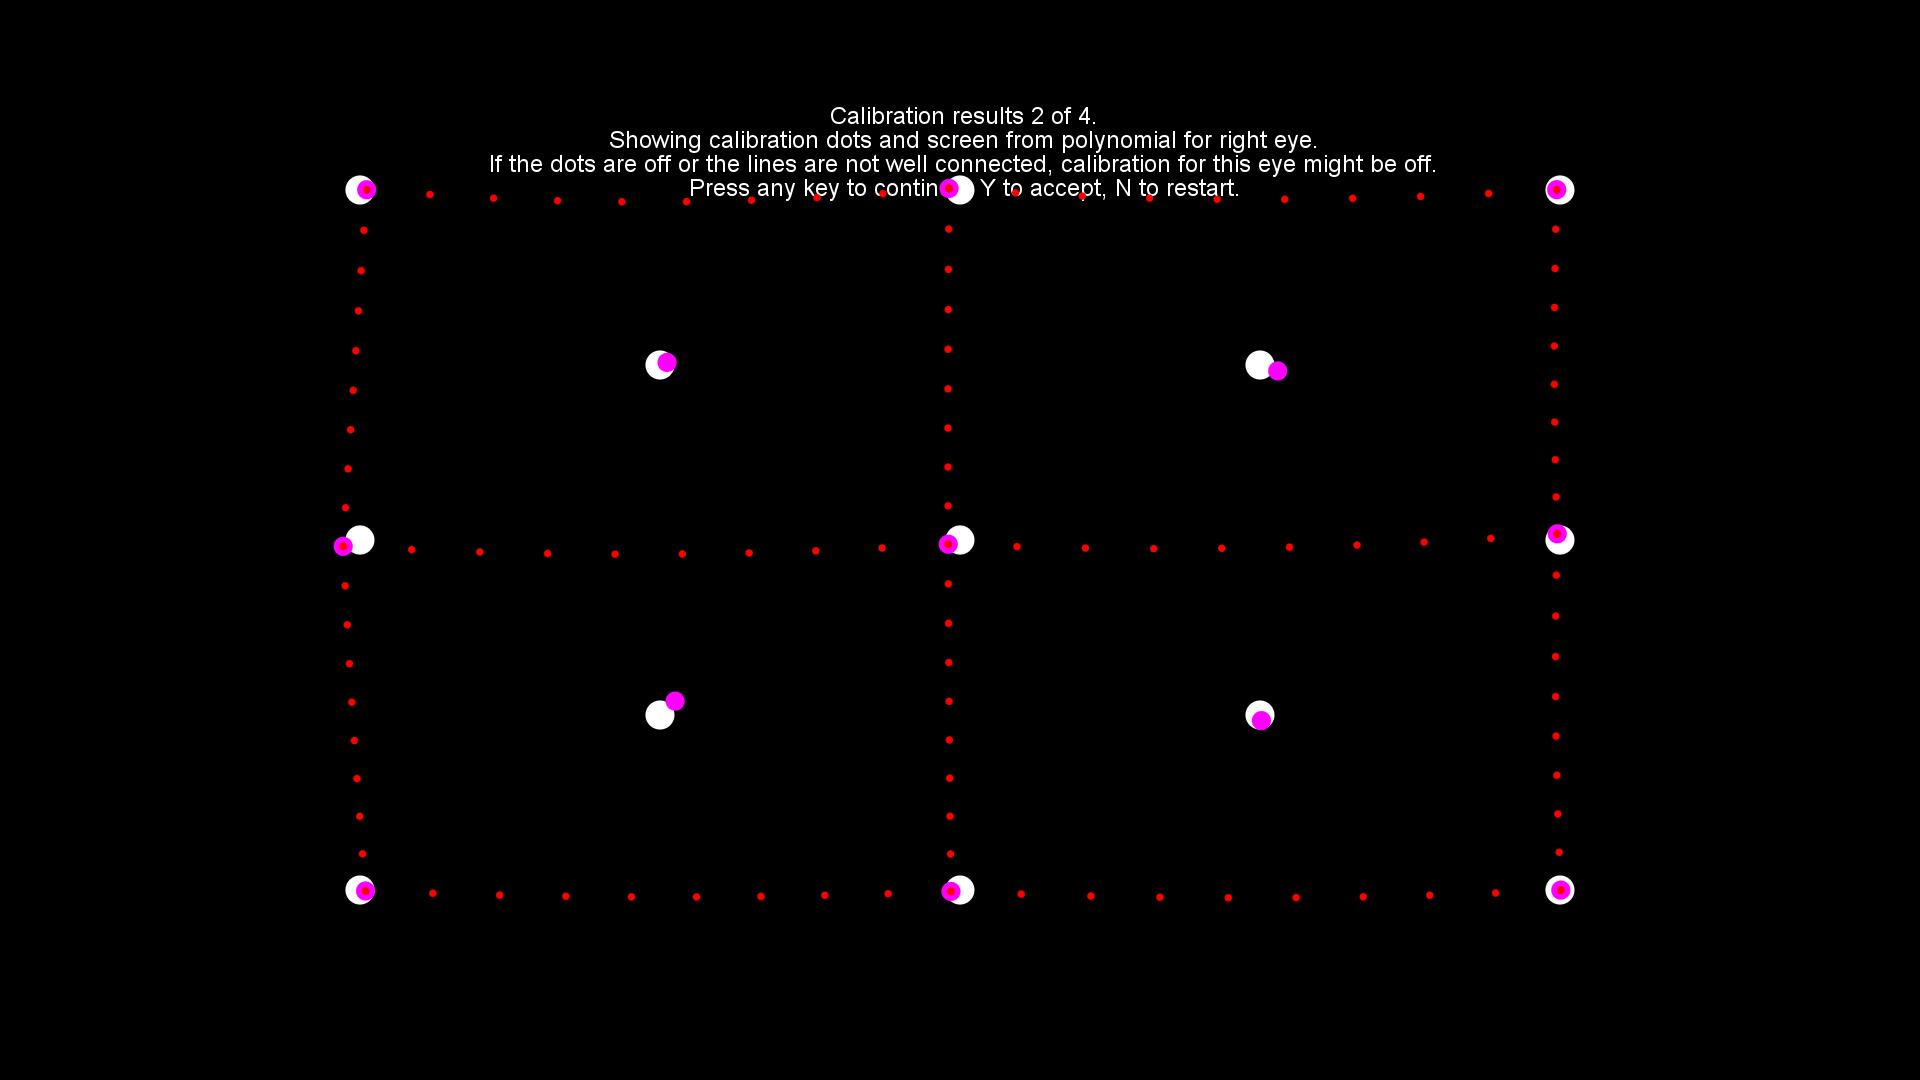 Calibration results 2 of 4.
Showing calibration dots and screen from polynomial for right eye.
If the dots are off or the lines are not well connected, calibration for this eye might be off.
Press any key to contin Y to accept, N to restart.